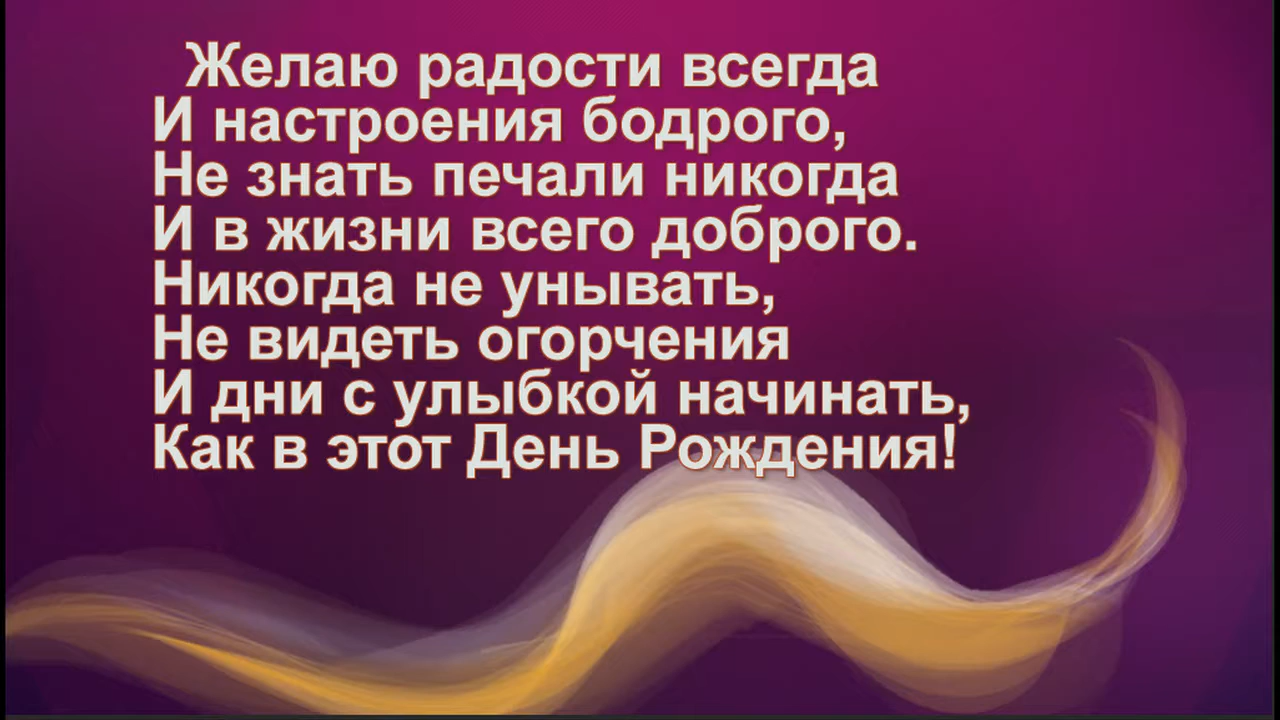 Желаю радости всегда
И настроения бодрого,
Не знать печали никогда
И в жизни всего доброго.
Никогда не унывать,
Не видеть огорчения
И дни с улыбкой начинать,
Как в этот День Рождения!